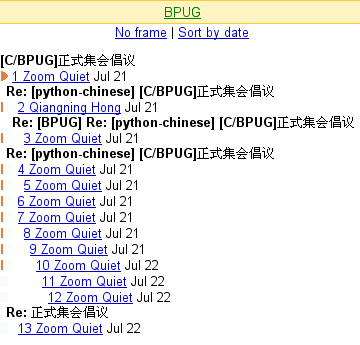 BPUG
No frame | Sort by date
[C/BPUG]正式集会倡议
1 Zoom Quiet Jul 21
Re: [python-chinese] [C/BPUG]正式集会倡议
2 Qiangning Hong Jul 21
Re: [BPUG] Re: [python-chinese] [C/BPUG]正式集会倡议
3 Zoom Quiet Jul 21
Re: [python-chinese] [C/BPUG]正式集会倡议
4 Zoom Quiet Jul 21
5 Zoom Quiet Jul 21
6 Zoom Quiet Jul 21
7 Zoom Quiet Jul 21
8 Zoom Quiet Jul 21
9 Zoom Quiet Jul 21
10 Zoom Quiet Jul 22
11 Zoom Quiet Jul 22
12 Zoom Quiet Jul 22
Re: 正式集会倡议
13 Zoom Quiet Jul 22